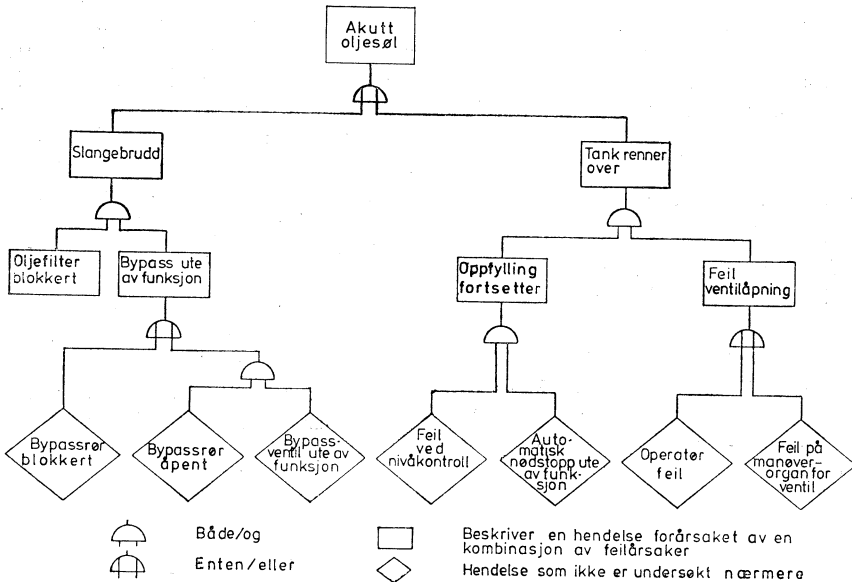 Akutt
oljesøl
Slangebrudd
Tank renner
over
Oljefilter
blokkert
Bypass ute
av funksjon
Oppfylling
fortsetter
Feil
ventilåpning
Bypassrør
blokkert
Bypassrør
åpent
Bypass-
ventil ute av
funksjon
Feil
ved
nivåkontroll
Auto-
matisk
nødstopp ute
av funk-
sjon
Operatør
feil
Feil på
manøver-
organ for
ventil
Både/og
Enten/eller
Beskriver en hendelse forårsaket av en
kombinasjon av feilårsaker
Hendelse som ikke er undersøkt nærmere